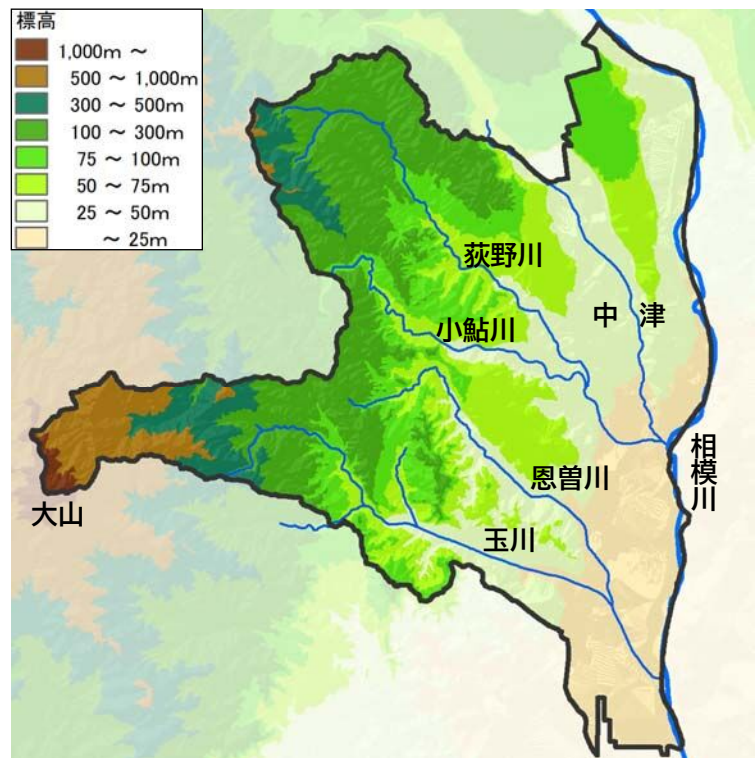 標高
1,000m ～
500 ～ 1,000m
300 ～ 500m
100 ～ 300m
75 ～ 100m
50 ～ 75m
25 ～ 50m
～ 25m
荻野川
中津
小鮎川
相模川
恩曽川
大山
玉川